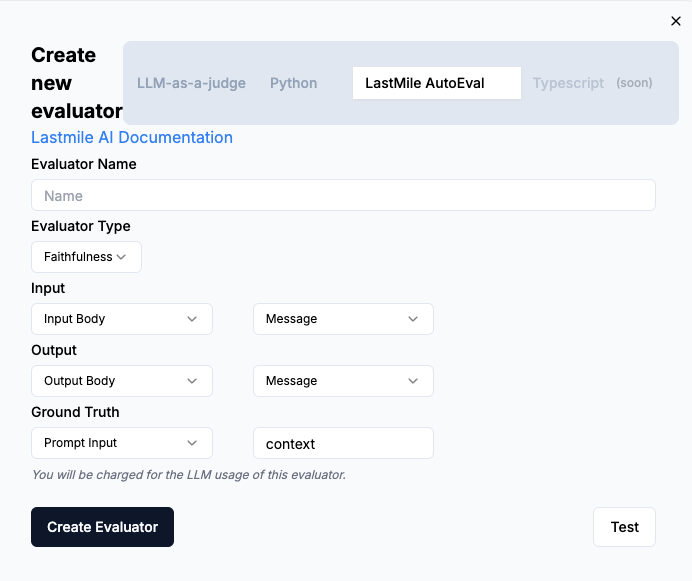 Create
new
evaluator
LLM-as-a-judge Python LastMile AutoEval Typescript (soon)
Lastmile AI Documentation
Evaluator Name
Name
Evaluator Type
Faithfulness
Input
Input Body Message
Output
Output Body Message
Ground Truth
Prompt Input context
You will be charged for the LLM usage of this evaluator.
Create Evaluator Test